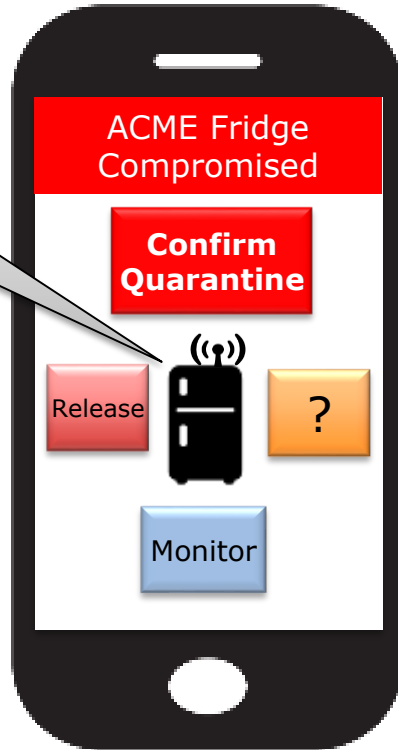 ACME Fridge
Compromised
Confirm
Quarantine
Release
?
Monitor